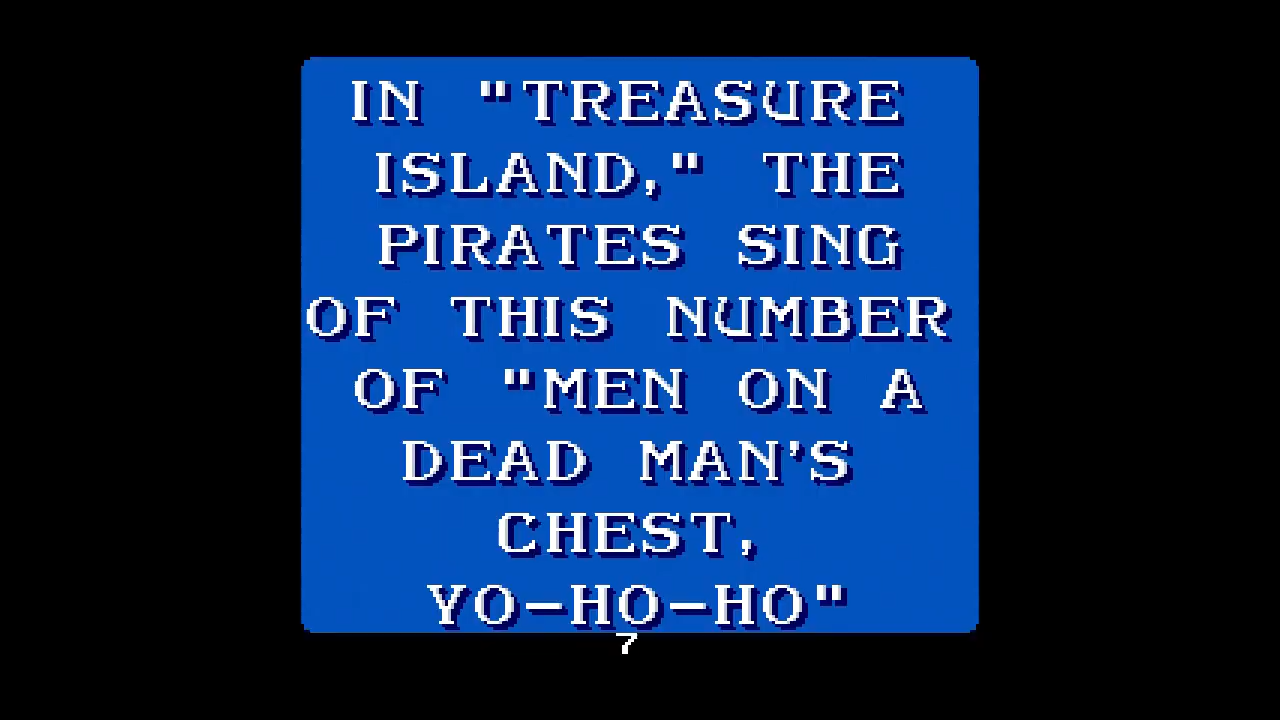 IN "TREASURE
ISLAND," THE
PIRATES SING
OF THIS NUMBER
OF "MEN ON A
DEAD MAN'S
CHEST,
YO-HO-HO"
7